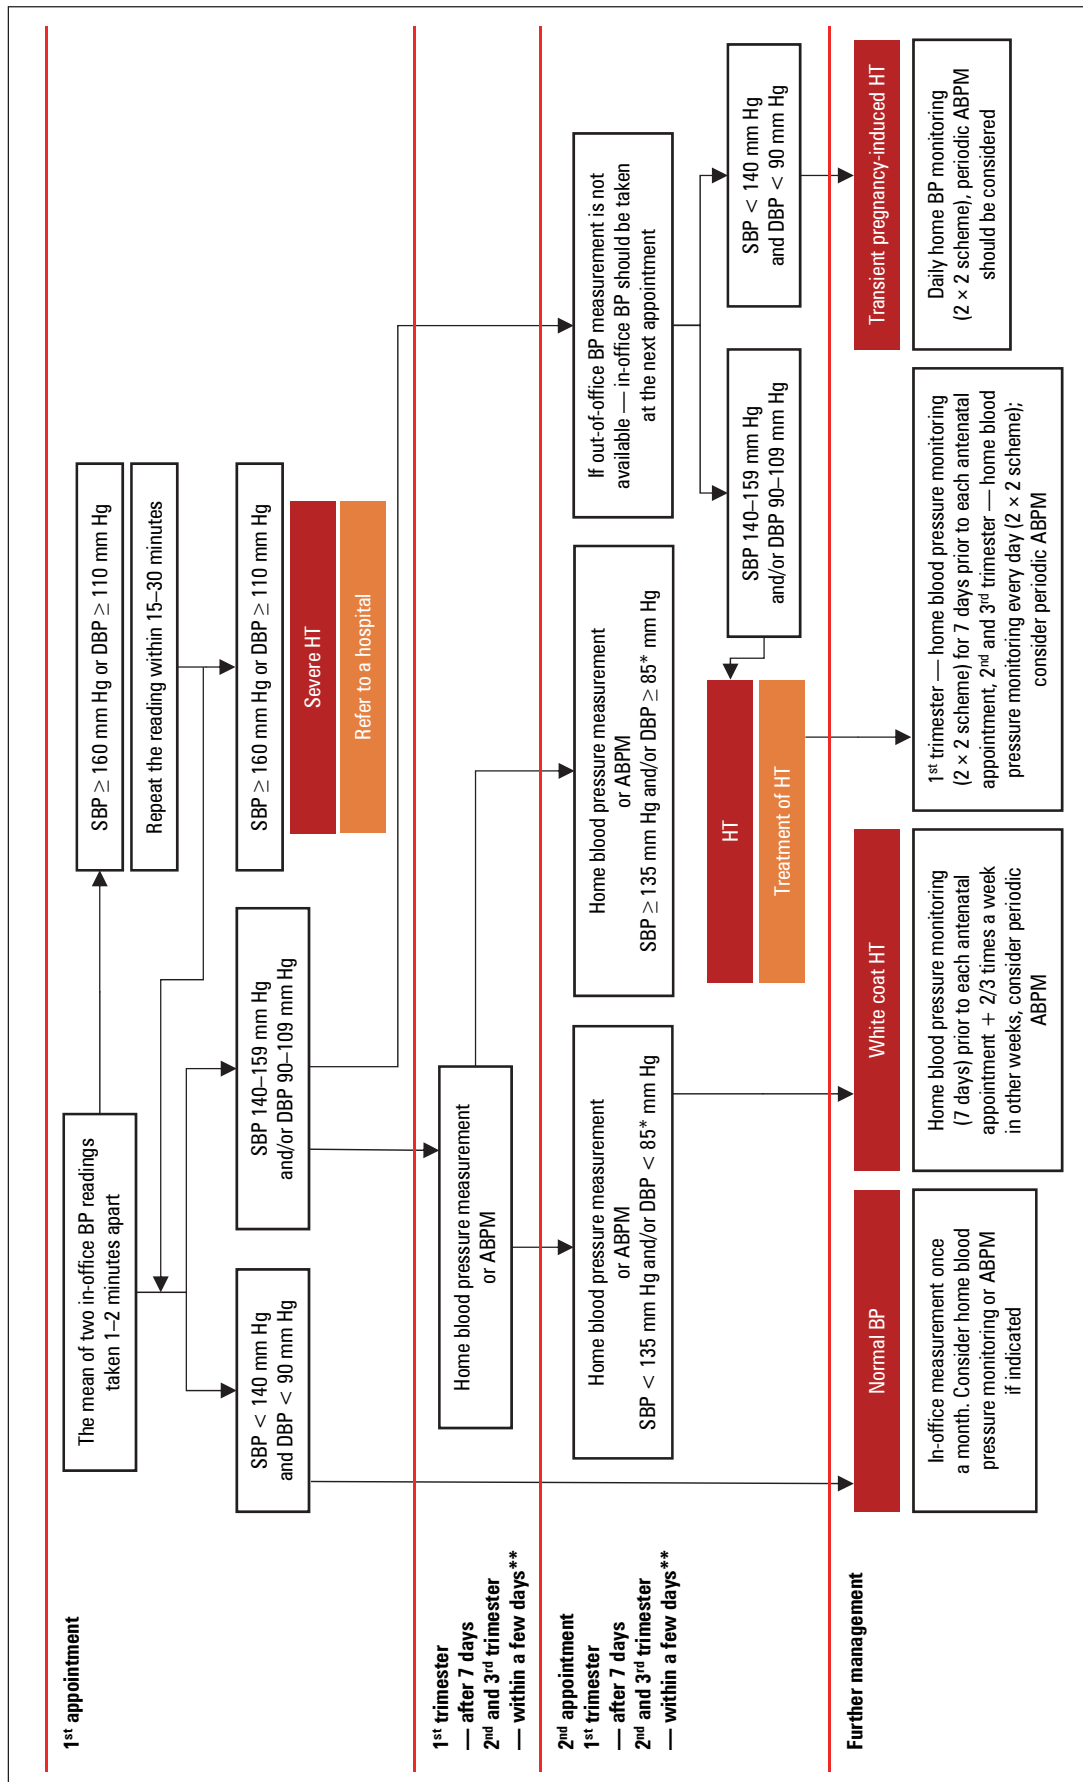 1st appointment
The mean of two in-office BP readings
taken 1–2 minutes apart
SBP ≥ 160 mm Hg or DBP ≥ 110 mm Hg
Repeat the reading within 15–30 minutes
SBP < 140 mm Hg
and DBP < 90 mm Hg
SBP 140–159 mm Hg
and/or DBP 90–109 mm Hg
SBP ≥ 160 mm Hg or DBP ≥ 110 mm Hg
Severe HT
Refer to a hospital
1st trimester
— after 7 days
2nd and 3rd trimester
— within a few days**
Home blood pressure measurement
or ABPM
2nd appointment
1st trimester
— after 7 days
2nd and 3rd trimester
— within a few days**
Home blood pressure measurement
or ABPM
SBP < 135 mm Hg and/or DBP < 85* mm Hg
Home blood pressure measurement
or ABPM
SBP ≥ 135 mm Hg and/or DBP ≥ 85* mm Hg
If out-of-office BP measurement is not
available — in-office BP should be taken
at the next appointment
HT
Treatment of HT
SBP 140–159 mm Hg
and/or DBP 90–109 mm Hg
SBP < 140 mm Hg
and DBP < 90 mm Hg
Further management
Normal BP
In-office measurement once
a month. Consider home blood
pressure monitoring or ABPM
if indicated
White coat HT
Home blood pressure monitoring
(7 days) prior to each antenatal
appointment + 2/3 times a week
in other weeks, consider periodic
ABPM
1st trimester — home blood pressure monitoring
(2 × 2 scheme) for 7 days prior to each antenatal
appointment, 2nd and 3rd trimester — home blood
pressure monitoring every day (2 × 2 scheme);
consider periodic ABPM
Transient pregnancy-induced HT
Daily home BP monitoring
(2 × 2 scheme), periodic ABPM
should be considered